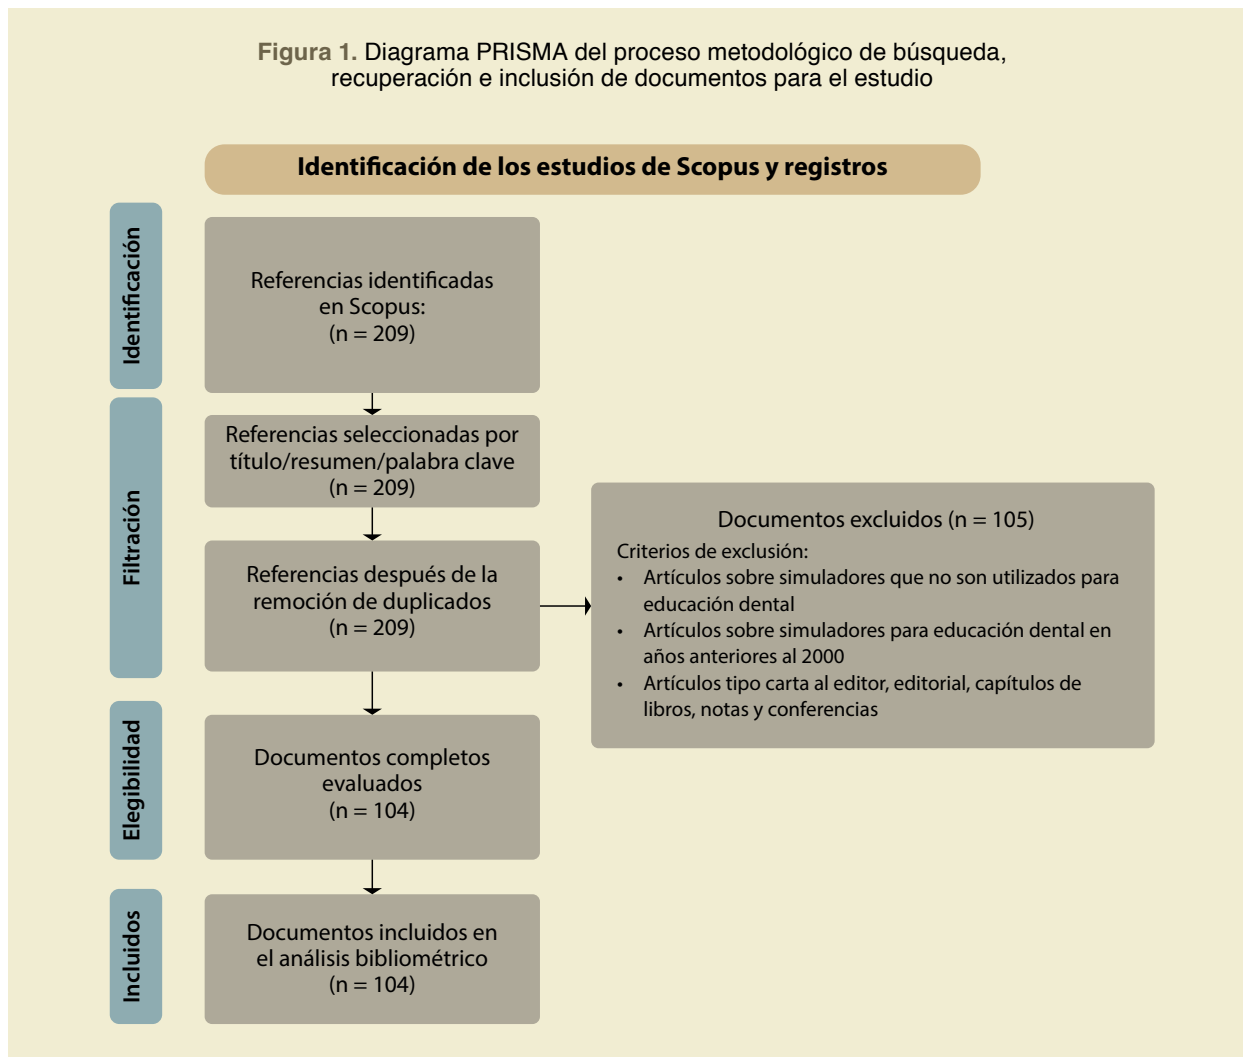 Figura 1. Diagrama PRISMA del proceso metodológico de búsqueda,
recuperación e inclusión de documentos para el estudio
Identificación de los estudios de Scopus y registros
Identificación
Referencias identificadas
en Scopus:
(n = 209)
Filtración
Referencias seleccionadas por
título/resumen/palabra clave
(n = 209)
Referencias después de la
remoción de duplicados
(n = 209)
Documentos excluidos (n = 105)
Criterios de exclusión:
• Artículos sobre simuladores que no son utilizados para
educación dental
• Artículos sobre simuladores para educación dental en
años anteriores al 2000
• Artículos tipo carta al editor, editorial, capítulos de
libros, notas y conferencias
Elegibilidad
Documentos completos
evaluados
(n = 104)
Incluidos
Documentos incluidos en
el análisis bibliométrico
(n = 104)